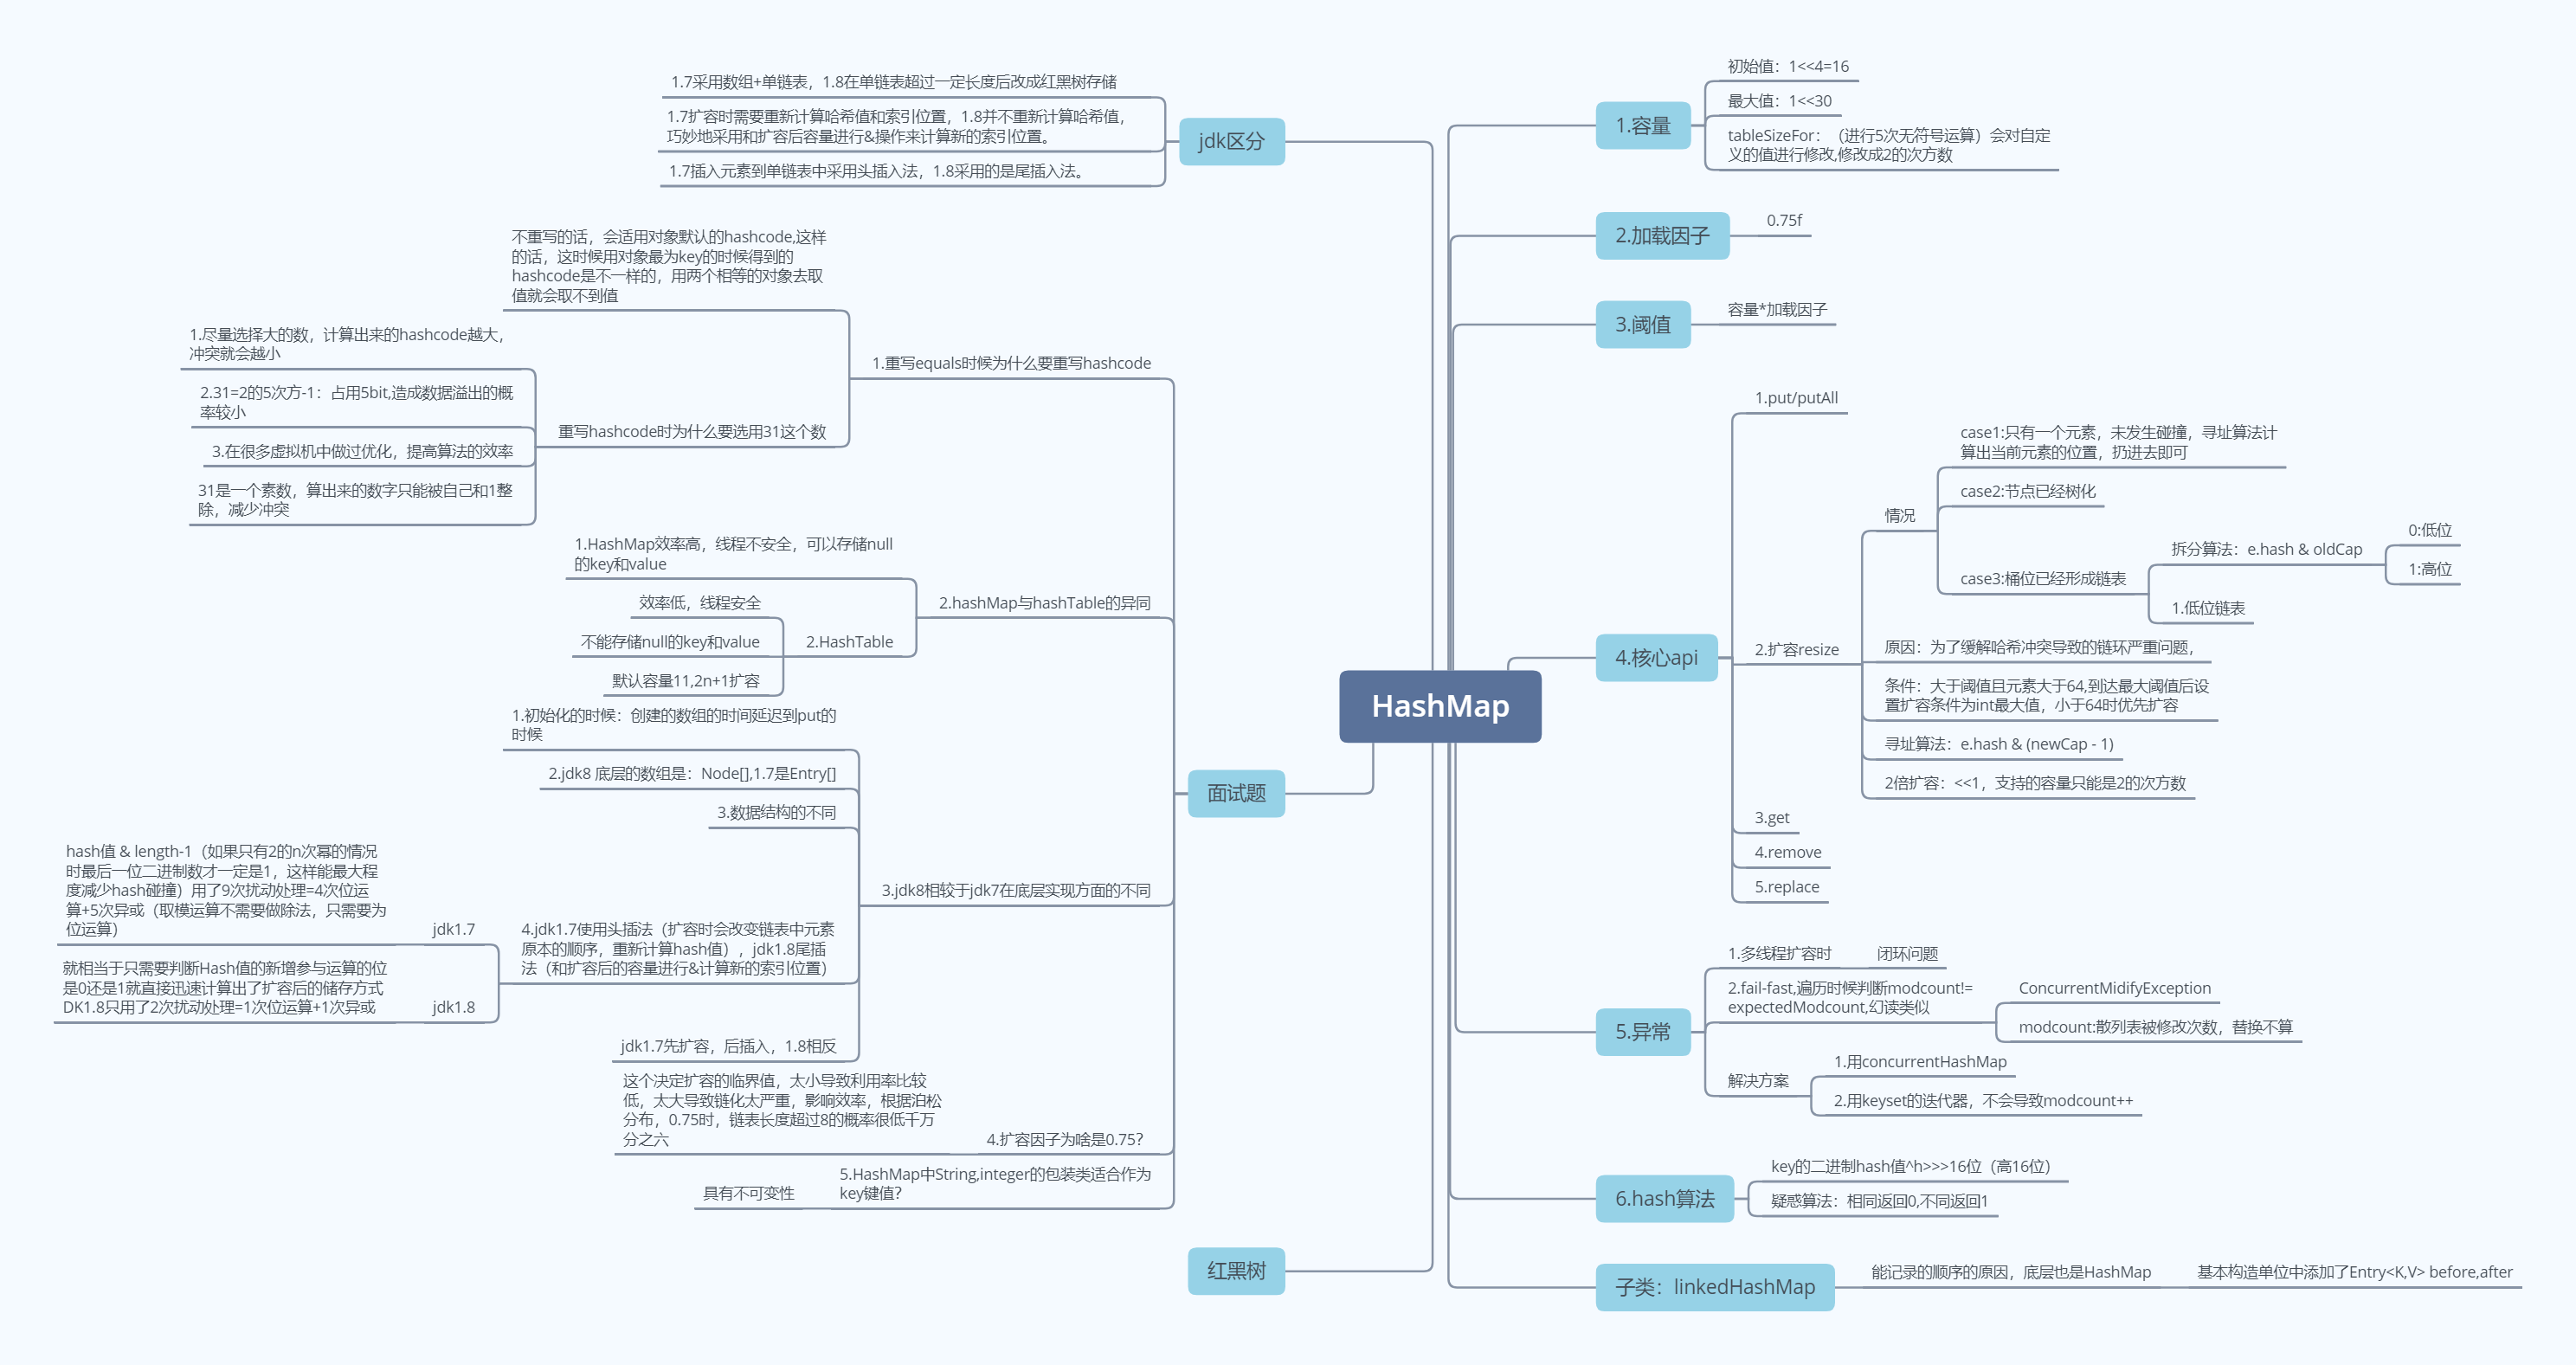 HashMap
1.容量
初始值：1<<4=16
最大值：1<<30
tableSizeFor：（进行5次无符号运算）会对自定
义的值进行修改,修改成2的次方数
2.加载因子
0.75f
3.阈值
容量*加载因子
4.核心api
1.put/putAll
2.扩容resize
情况
case1:只有一个元素，未发生碰撞，寻址算法计
算出当前元素的位置，扔进去即可
case2:节点已经树化
case3:桶位已经形成链表
拆分算法：e.hash & oldCap
0:低位
1:高位
1.低位链表
原因：为了缓解哈希冲突导致的链环严重问题，
条件：大于阈值且元素大于64,到达最大阈值后设
置扩容条件为int最大值，小于64时优先扩容
寻址算法：e.hash & (newCap - 1)
2倍扩容：<<1，支持的容量只能是2的次方数
3.get
4.remove
5.replace
5.异常
1.多线程扩容时
闭环问题
2.fail-fast,遍历时候判断modcount!=
expectedModcount,幻读类似
ConcurrentMidifyException
modcount:散列表被修改次数，替换不算
解决方案
1.用concurrentHashMap
2.用keyset的迭代器，不会导致modcount++
6.hash算法
key的二进制hash值^h>>>16位（高16位）
疑惑算法：相同返回0,不同返回1
子类：linkedHashMap
能记录的顺序的原因，底层也是HashMap
基本构造单位中添加了Entry<K,V> before,after
jdk区分
1.7采用数组+单链表，1.8在单链表超过一定长度后改成红黑树存储
1.7扩容时需要重新计算哈希值和索引位置，1.8并不重新计算哈希值，
巧妙地采用和扩容后容量进行&操作来计算新的索引位置。
1.7插入元素到单链表中采用头插入法，1.8采用的是尾插入法。
面试题
1.重写equals时候为什么要重写hashcode
不重写的话，会适用对象默认的hashcode,这样
的话，这时候用对象最为key的时候得到的
hashcode是不一样的，用两个相等的对象去取
值就会取不到值
重写hashcode时为什么要选用31这个数
1.尽量选择大的数，计算出来的hashcode越大，
冲突就会越小
2.31=2的5次方-1：占用5bit,造成数据溢出的概
率较小
3.在很多虚拟机中做过优化，提高算法的效率
31是一个素数，算出来的数字只能被自己和1整
除，减少冲突
2.hashMap与hashTable的异同
1.HashMap效率高，线程不安全，可以存储null
的key和value
2.HashTable
效率低，线程安全
不能存储null的key和value
默认容量11,2n+1扩容
3.jdk8相较于jdk7在底层实现方面的不同
1.初始化的时候：创建的数组的时间延迟到put的
时候
2.jdk8 底层的数组是：Node[],1.7是Entry[]
3.数据结构的不同
4.jdk1.7使用头插法（扩容时会改变链表中元素
原本的顺序，重新计算hash值），jdk1.8尾插
法（和扩容后的容量进行&计算新的索引位置）
jdk1.7
hash值 & length-1（如果只有2的n次幂的情况
时最后一位二进制数才一定是1，这样能最大程
度减少hash碰撞）用了9次扰动处理=4次位运
算+5次异或（取模运算不需要做除法，只需要为
位运算）
jdk1.8
就相当于只需要判断Hash值的新增参与运算的位
是0还是1就直接迅速计算出了扩容后的储存方式
DK1.8只用了2次扰动处理=1次位运算+1次异或
jdk1.7先扩容，后插入，1.8相反
4.扩容因子为啥是0.75？
这个决定扩容的临界值，太小导致利用率比较
低，太大导致链化太严重，影响效率，根据泊松
分布，0.75时，链表长度超过8的概率很低千万
分之六
5.HashMap中String,integer的包装类适合作为
key键值？
具有不可变性
红黑树